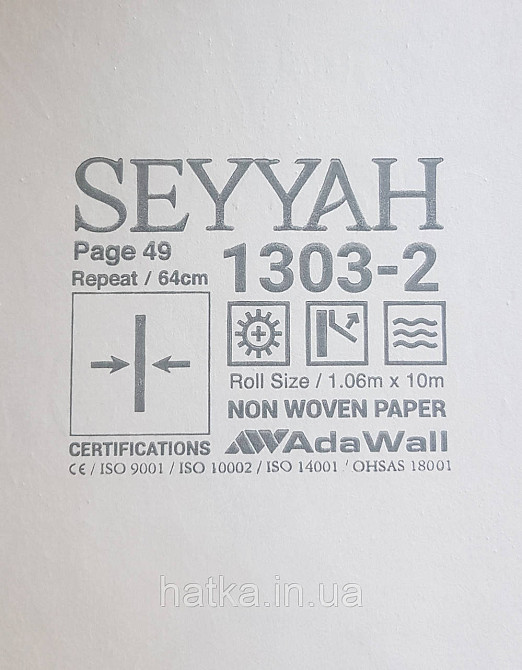 SEYYAH
Page 49
1303-2
Repeat / 64cm
Roll Size / 1.06m x 10m
NON WOVEN PAPER
CERTIFICATIONS
AdaWall
CE / ISO 9001 / ISO 10002 / ISO 14001 / OHSAS 18001
hatka.in.ua